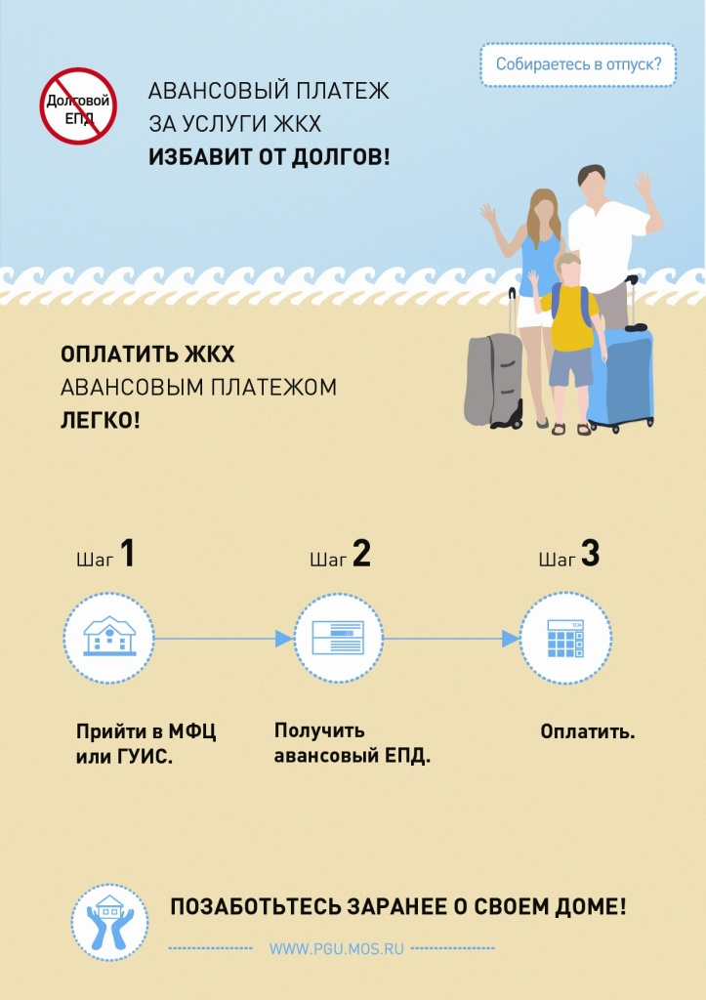 Собираетесь в отпуск?
Долговой
ЕПД
АВАНСОВЫЙ ПЛАТЕЖ
ЗА УСЛУГИ ЖКХ
ИЗБАВИТ ОТ ДОЛГОВ!
ОПЛАТИТЬ ЖКХ
АВАНСОВЫМ ПЛАТЕЖОМ
ЛЕГКО!
Шаг 1
Шаг 2
Шаг 3
Прийти в МФЦ
или ГУИС.
Получить
авансовый ЕПД.
Оплатить.
ПОЗАБОТЬТЕСЬ ЗАРАНЕЕ О СВОЕМ ДОМЕ!
WWW.PGU.MOS.RU